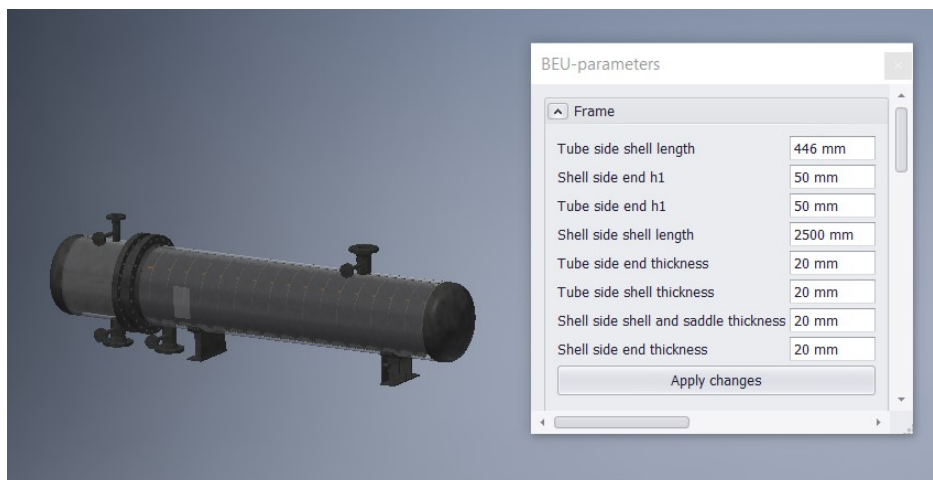 BEU-parameters
Frame
Tube side shell length 446 mm
Shell side end h1 50 mm
Tube side end h1 50 mm
Shell side shell length 2500 mm
Tube side end thickness 20 mm
Tube side shell thickness 20 mm
Shell side shell and saddle thickness 20 mm
Shell side end thickness 20 mm
Apply changes